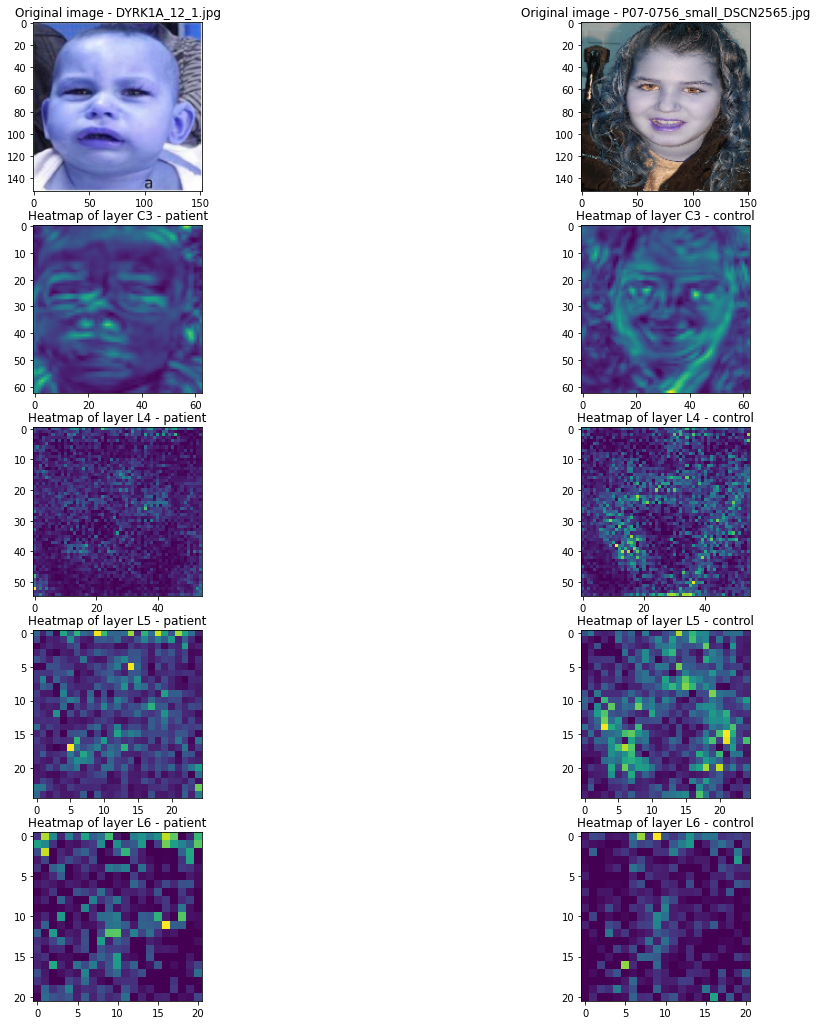 Original image - DYRK1A_12_1.jpg
Original image - P07-0756_small_DSCN2565.jpg
0
20
40
60
80
100
120
140
0 50 100 150
a
0
20
40
60
80
100
120
140
0 50 100 150
Heatmap of layer C3 - patient
Heatmap of layer C3 - control
0
10
20
30
40
50
60
0 20 40 60
0
10
20
30
40
50
60
0 20 40 60
Heatmap of layer L4 - patient
Heatmap of layer L4 - control
0
10
20
30
40
50
0 20 40
0
10
20
30
40
50
0 20 40
Heatmap of layer L5 - patient
Heatmap of layer L5 - control
0
5
10
15
20
0 5 10 15 20
0
5
10
15
20
0 5 10 15 20
Heatmap of layer L6 - patient
Heatmap of layer L6 - control
0
5
10
15
20
0 5 10 15 20
0
5
10
15
20
0 5 10 15 20